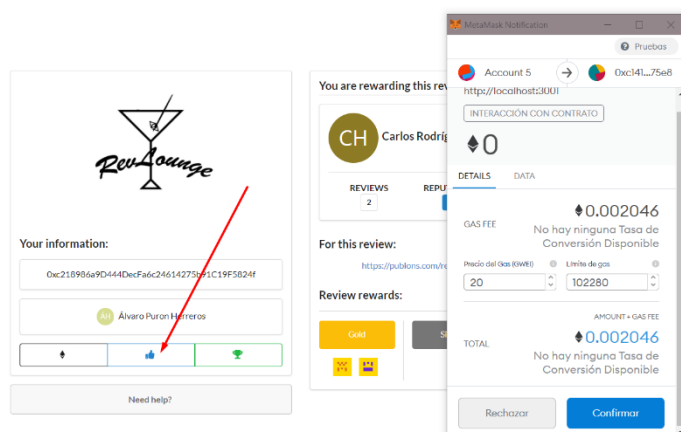 RevLounge
Your information:
0xc218986a9D444DecFa6c24614275b91C19F5824f
AH Álvaro Puron Herreros
Need help?
You are rewarding this rev
CH Carlos Rodríg
REVIEWS REPU
2
For this review:
https://publons.com/re
Review rewards:
Gold
MetaMask Notification
Pruebas
Account 5 0xc141...75e8
http://localhost:3001
INTERACCIÓN CON CONTRATO
0
DETAILS DATA
GAS FEE 0.002046
No hay ninguna Tasa de
Conversión Disponible
Precio del Gas (GWEI) Límite de gas
20 102280
AMOUNT + GAS FEE
TOTAL 0.002046
No hay ninguna Tasa de
Conversión Disponible
Rechazar Confirmar